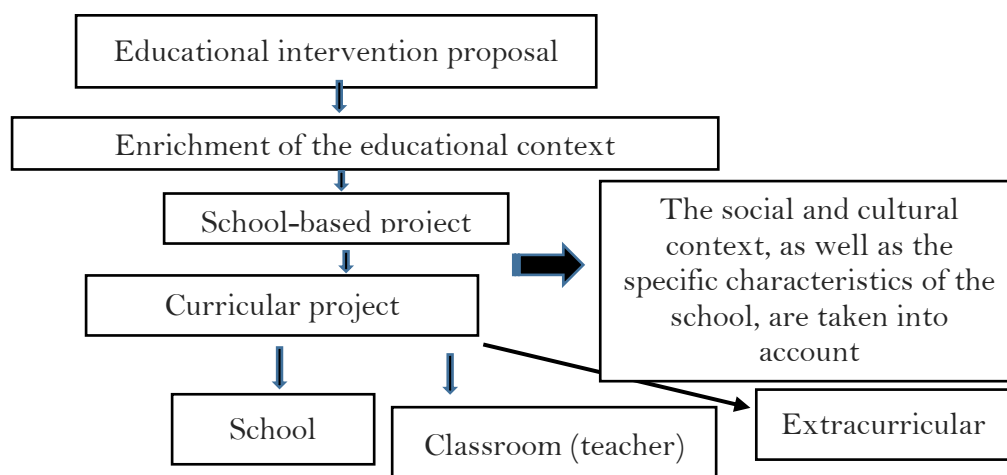 Educational intervention proposal
Enrichment of the educational context
School-based project
The social and cultural
context, as well as the
specific characteristics of the
school, are taken into
account
Curricular project
School
Classroom (teacher)
Extracurricular